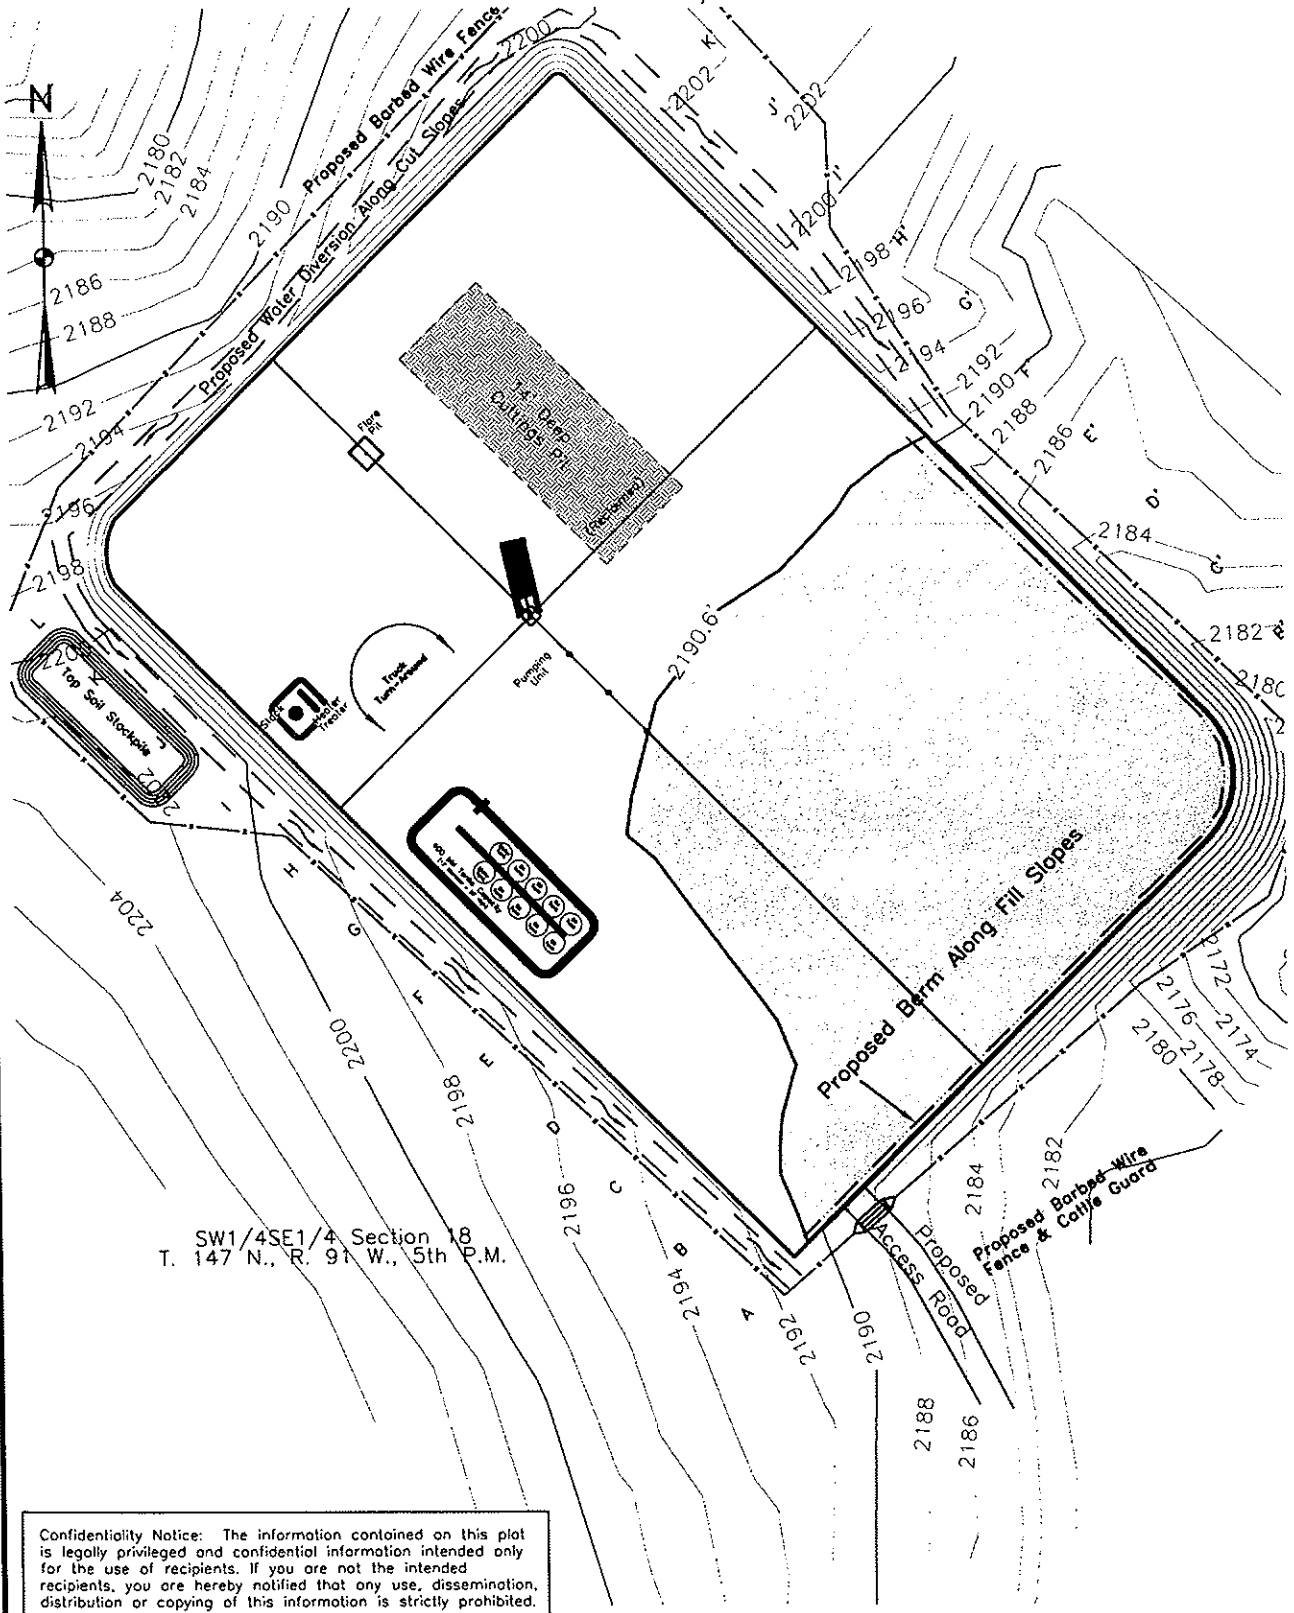 N
Proposed Barbed Wire Fence
Proposed Water Diversion Along Cut Slopes
2200
2202
2202
K'
J'
I'
2200
2180
2182
2184
2190
2186
2188
2198
H'
2196
G'
2194
2192
2190
F'
2188
2186
E'
D'
2184
C'
2182
B'
2180
2192
2194
2196
2198
Flare
Pit
14' Deep
Cuttings Pit
(Reclaimed)
2190.6'
Pumping
Unit
Truck
Turn-Around
Stack
Heater
Treater
L
K
J
I
H
G
F
E
D
C
B
A
Top Soil Stockpile
2202
2204
2200
2198
2196
2194
2192
2190
2188
2186
2184
2182
Proposed Berm Along Fill Slopes
2172
2174
2176
2178
2180
Proposed Barbed Wire
Fence & Cattle Guard
Proposed
Access Road
SW1/4SE1/4 Section 18
T. 147 N., R. 91 W., 5th P.M.
Confidentiality Notice: The information contained on this plat
is legally privileged and confidential information intended only
for the use of recipients. If you are not the intended
recipients, you are hereby notified that any use, dissemination,
distribution or copying of this information is strictly prohibited.